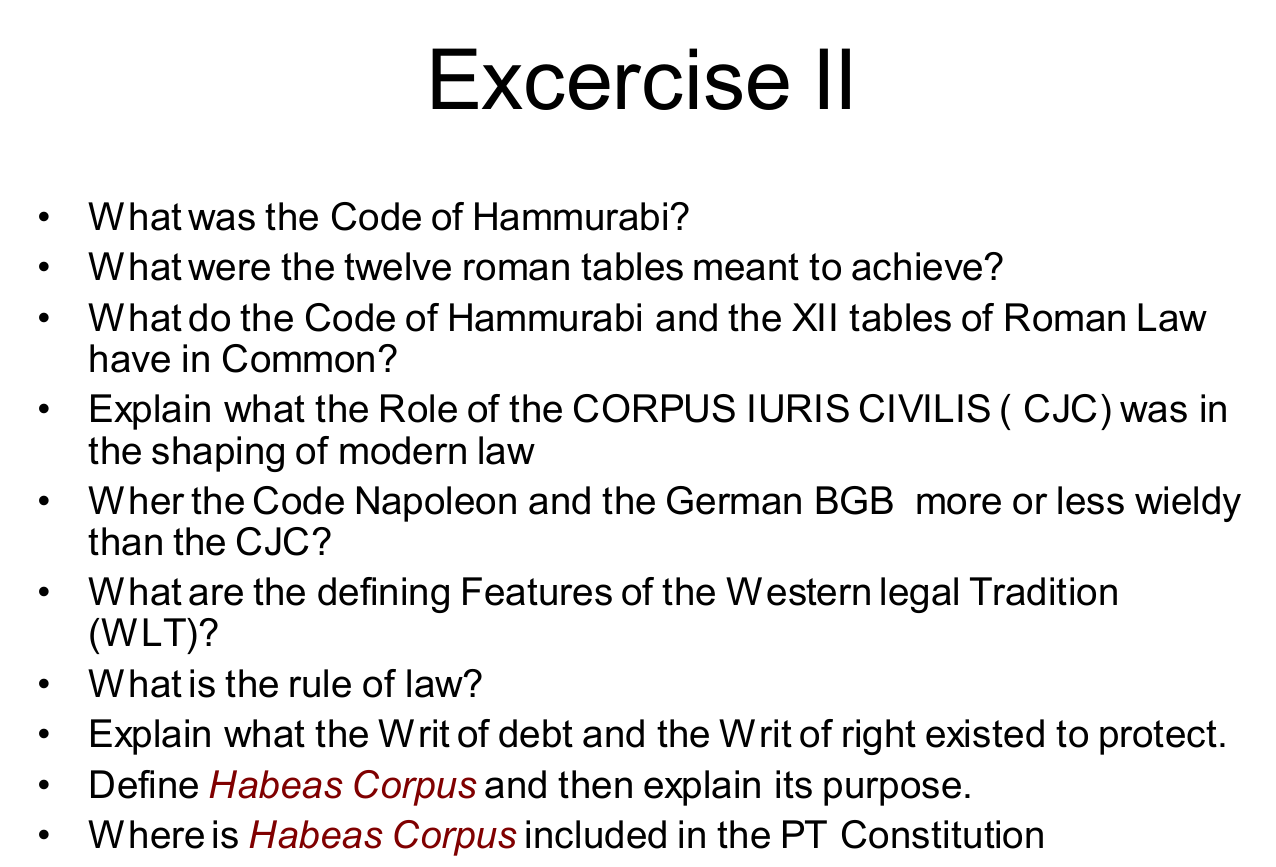 Excercise II
• What was the Code of Hammurabi?
• What were the twelve roman tables meant to achieve?
• What do the Code of Hammurabi and the XII tables of Roman Law
have in Common?
• Explain what the Role of the CORPUS IURIS CIVILIS ( CJC) was in
the shaping of modern law
• Wher the Code Napoleon and the German BGB  more or less wieldy
than the CJC?
• What are the defining Features of the Western legal Tradition
(WLT)?
• What is the rule of law?
• Explain what the Writ of debt and the Writ of right existed to protect.
• Define Habeas Corpus and then explain its purpose.
• Where is Habeas Corpus included in the PT Constitution